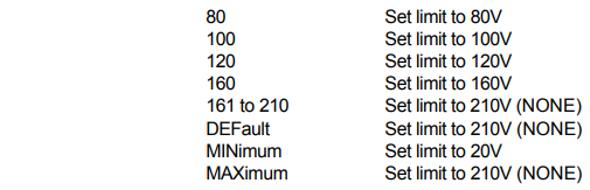 80 Set limit to 80V
100 Set limit to 100V
120 Set limit to 120V
160 Set limit to 160V
161 to 210 Set limit to 210V (NONE)
DEFault Set limit to 210V (NONE)
MINimum Set limit to 20V
MAXimum Set limit to 210V (NONE)